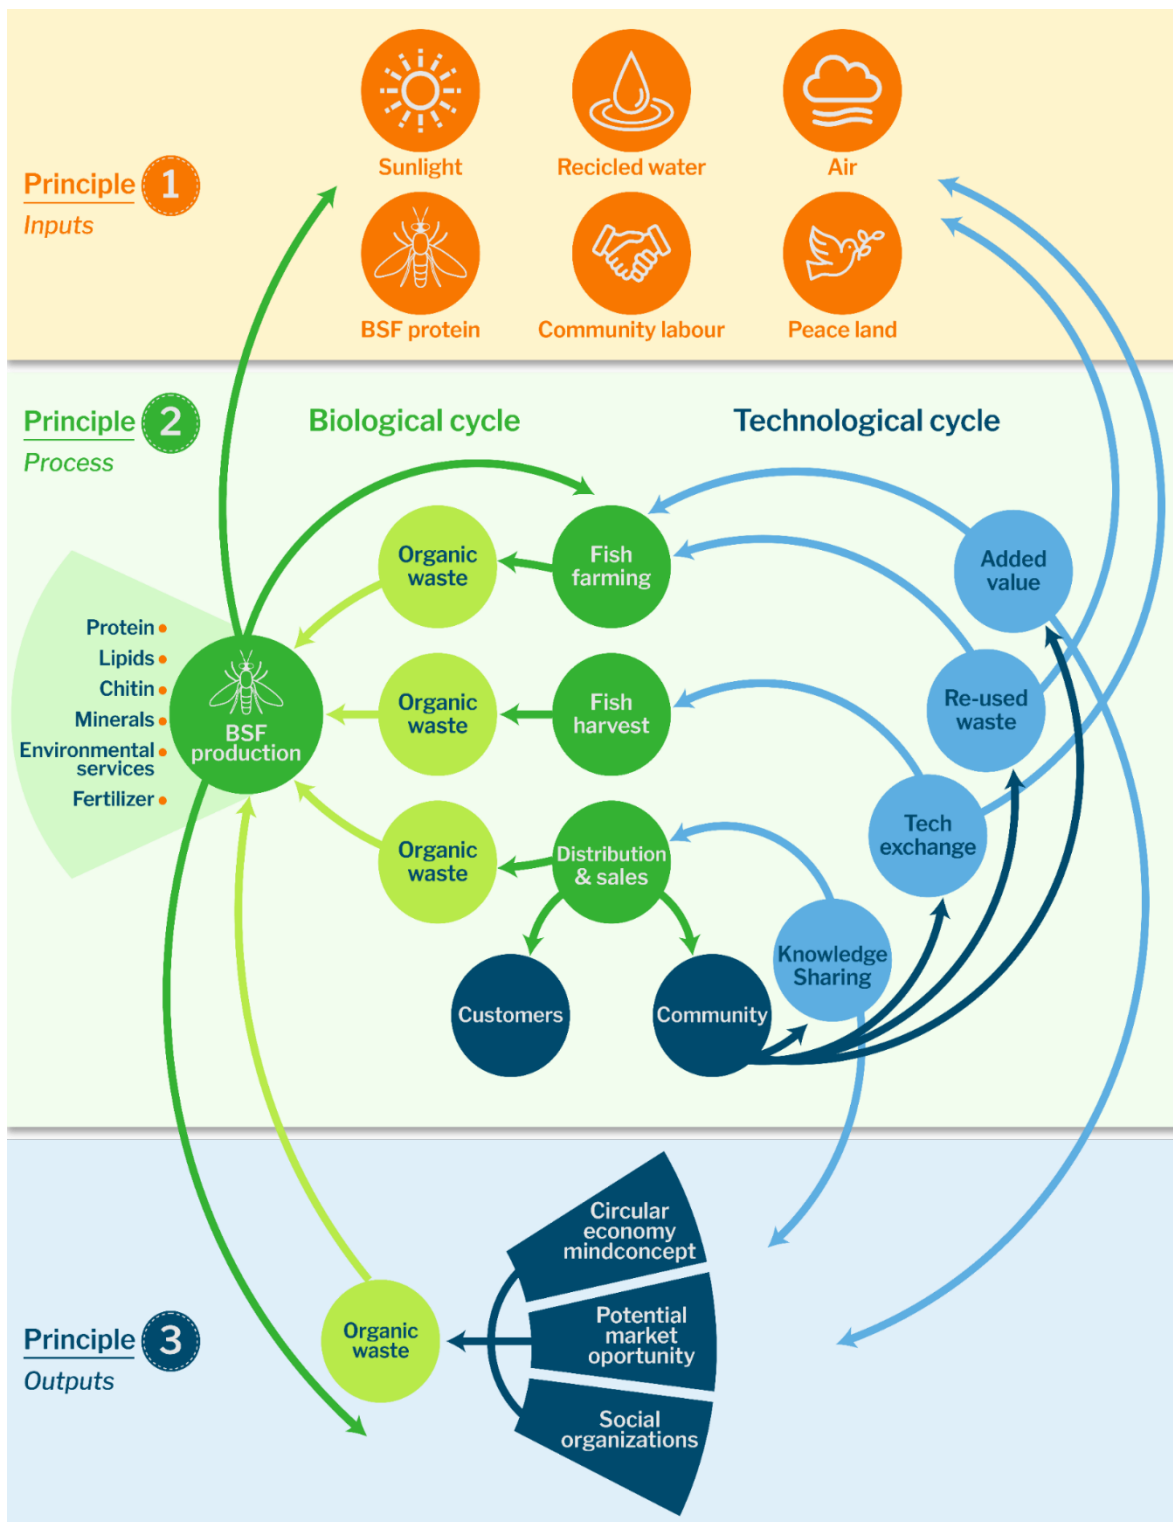 Principle 1
Inputs
Sunlight
Recicled water
Air
BSF protein
Community labour
Peace land
Principle 2
Process
Biological cycle
Technological cycle
Protein
Lipids
Chitin
Minerals
Environmental
services
Fertilizer
BSF
production
Organic
waste
Fish
farming
Organic
waste
Fish
harvest
Organic
waste
Distribution
& sales
Customers
Community
Added
value
Re-used
waste
Tech
exchange
Knowledge
Sharing
Principle 3
Outputs
Organic
waste
Circular
economy
mindconcept
Potential
market
oportunity
Social
organizations